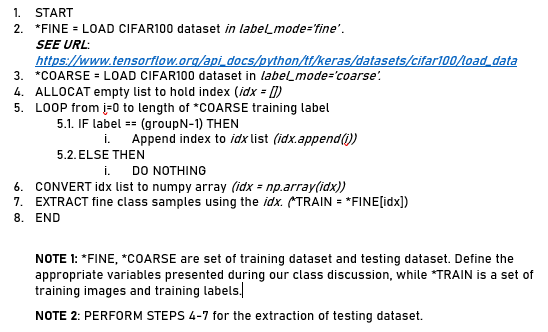 1. START
2. *FINE = LOAD CIFAR100 dataset in label_mode='fine'.
SEE URL:
https://www.tensorflow.org/api_docs/python/tf/keras/datasets/cifar100/load_data
3. *COARSE = LOAD CIFAR100 dataset in label_mode='coarse'.
4. ALLOCAT empty list to hold index (idx = [])
5. LOOP from i=0 to length of *COARSE training label
5.1. IF label == (groupN-1) THEN
i. Append index to idx list (idx.append(i))
5.2. ELSE THEN
i. DO NOTHING
6. CONVERT idx list to numpy array (idx = np.array(idx))
7. EXTRACT fine class samples using the idx. (*TRAIN = *FINE[idx])
8. END
NOTE 1: *FINE, *COARSE are set of training dataset and testing dataset. Define the
appropriate variables presented during our class discussion, while *TRAIN is a set of
training images and training labels.
NOTE 2: PERFORM STEPS 4-7 for the extraction of testing dataset.